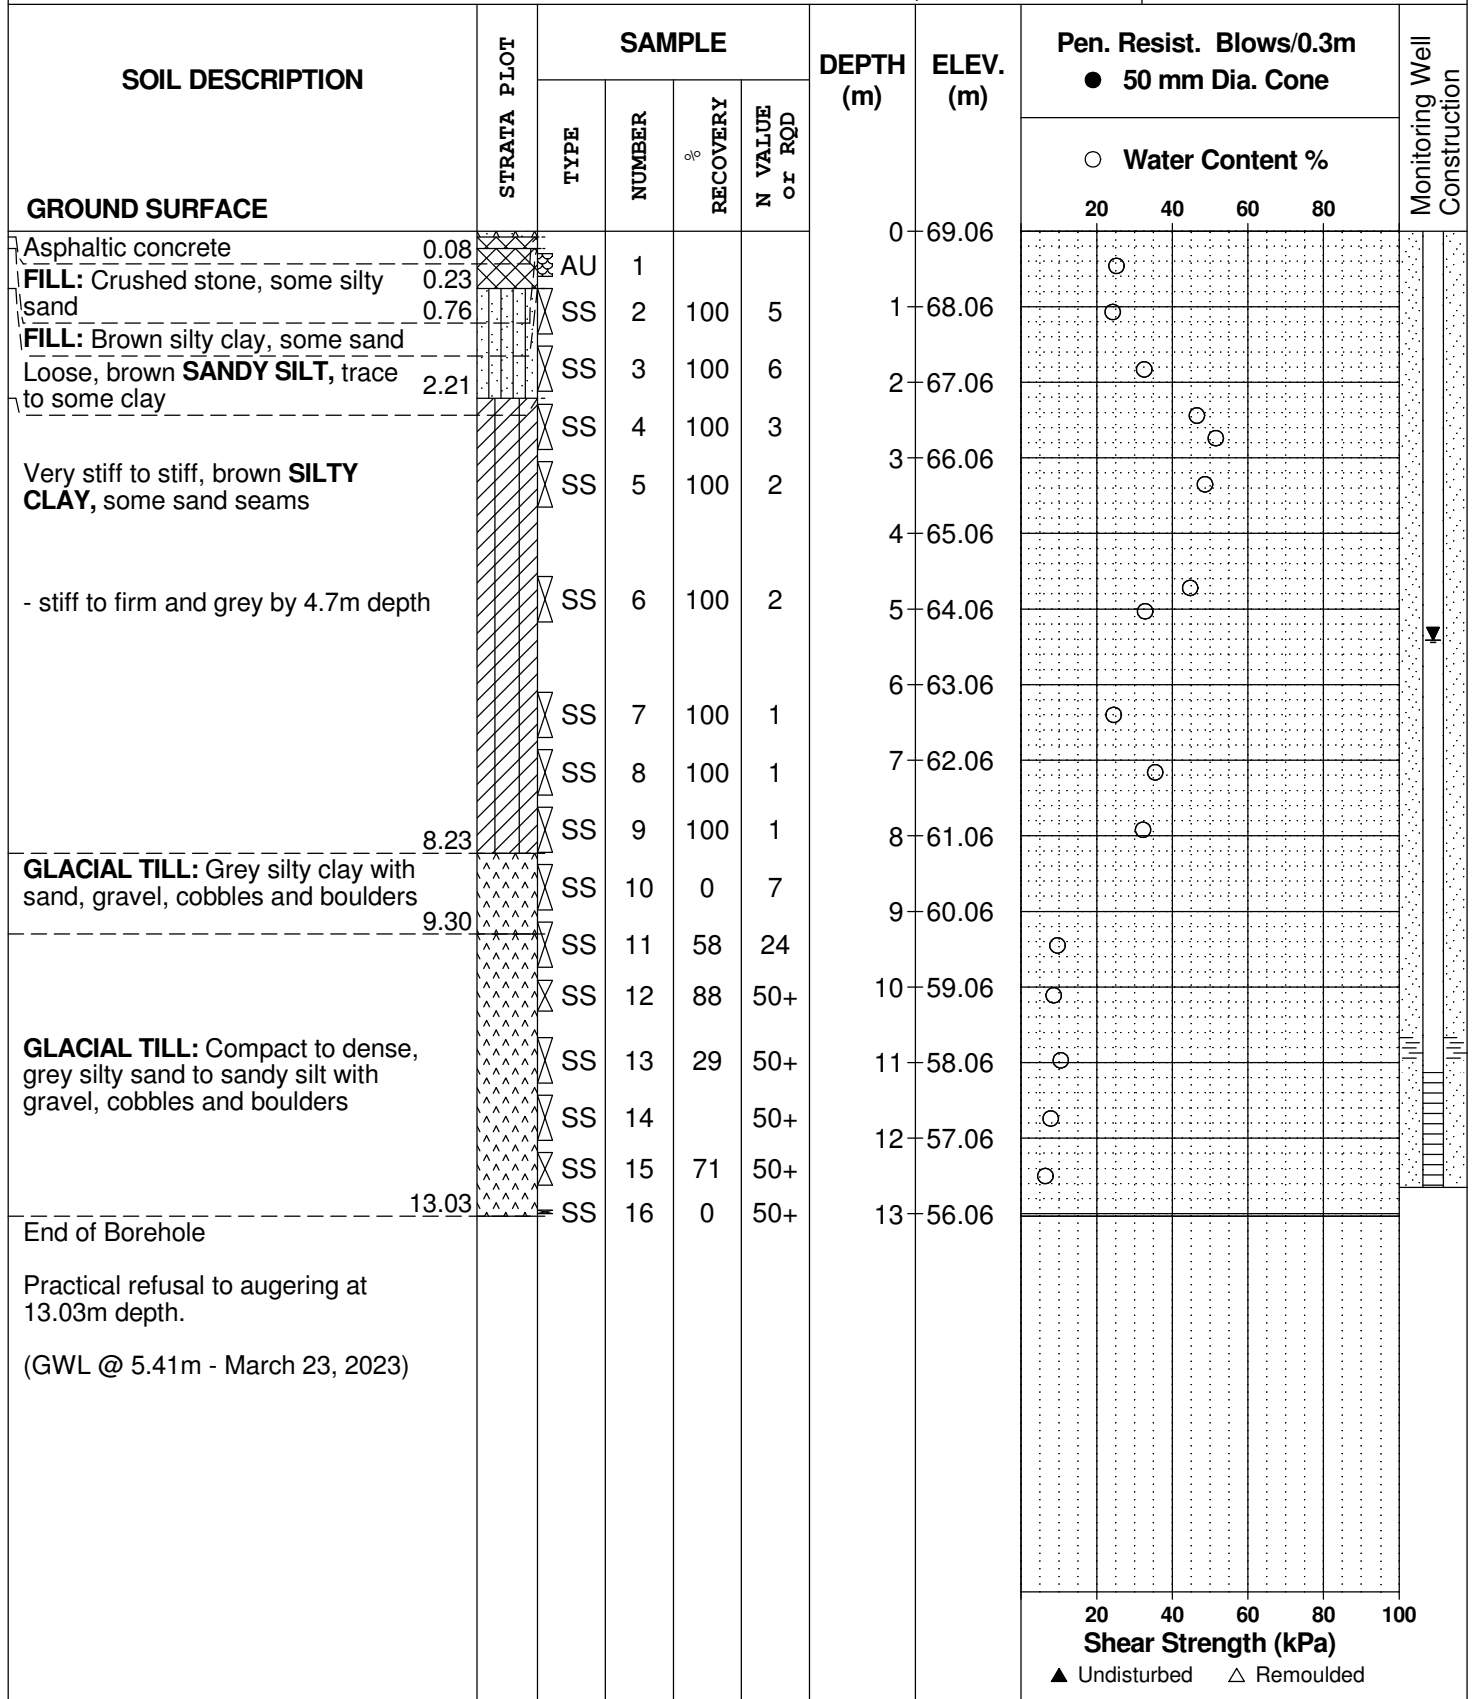 SOIL DESCRIPTION
GROUND SURFACE
STRATA PLOT
SAMPLE
TYPE
NUMBER
% RECOVERY
N VALUE or RQD
DEPTH (m)
ELEV. (m)
Pen. Resist. Blows/0.3m
● 50 mm Dia. Cone
○ Water Content %
20 40 60 80
Monitoring Well Construction
Asphaltic concrete 0.08
FILL: Crushed stone, some silty 0.23
sand 0.76
FILL: Brown silty clay, some sand
Loose, brown SANDY SILT, trace
to some clay 2.21
Very stiff to stiff, brown SILTY
CLAY, some sand seams
- stiff to firm and grey by 4.7m depth
8.23
GLACIAL TILL: Grey silty clay with
sand, gravel, cobbles and boulders
9.30
GLACIAL TILL: Compact to dense,
grey silty sand to sandy silt with
gravel, cobbles and boulders
13.03
End of Borehole
Practical refusal to augering at
13.03m depth.
(GWL @ 5.41m - March 23, 2023)
AU 1
SS 2 100 5
SS 3 100 6
SS 4 100 3
SS 5 100 2
SS 6 100 2
SS 7 100 1
SS 8 100 1
SS 9 100 1
SS 10 0 7
SS 11 58 24
SS 12 88 50+
SS 13 29 50+
SS 14 50+
SS 15 71 50+
SS 16 0 50+
0 69.06
1 68.06
2 67.06
3 66.06
4 65.06
5 64.06
6 63.06
7 62.06
8 61.06
9 60.06
10 59.06
11 58.06
12 57.06
13 56.06
20 40 60 80 100
Shear Strength (kPa)
▲ Undisturbed △ Remoulded